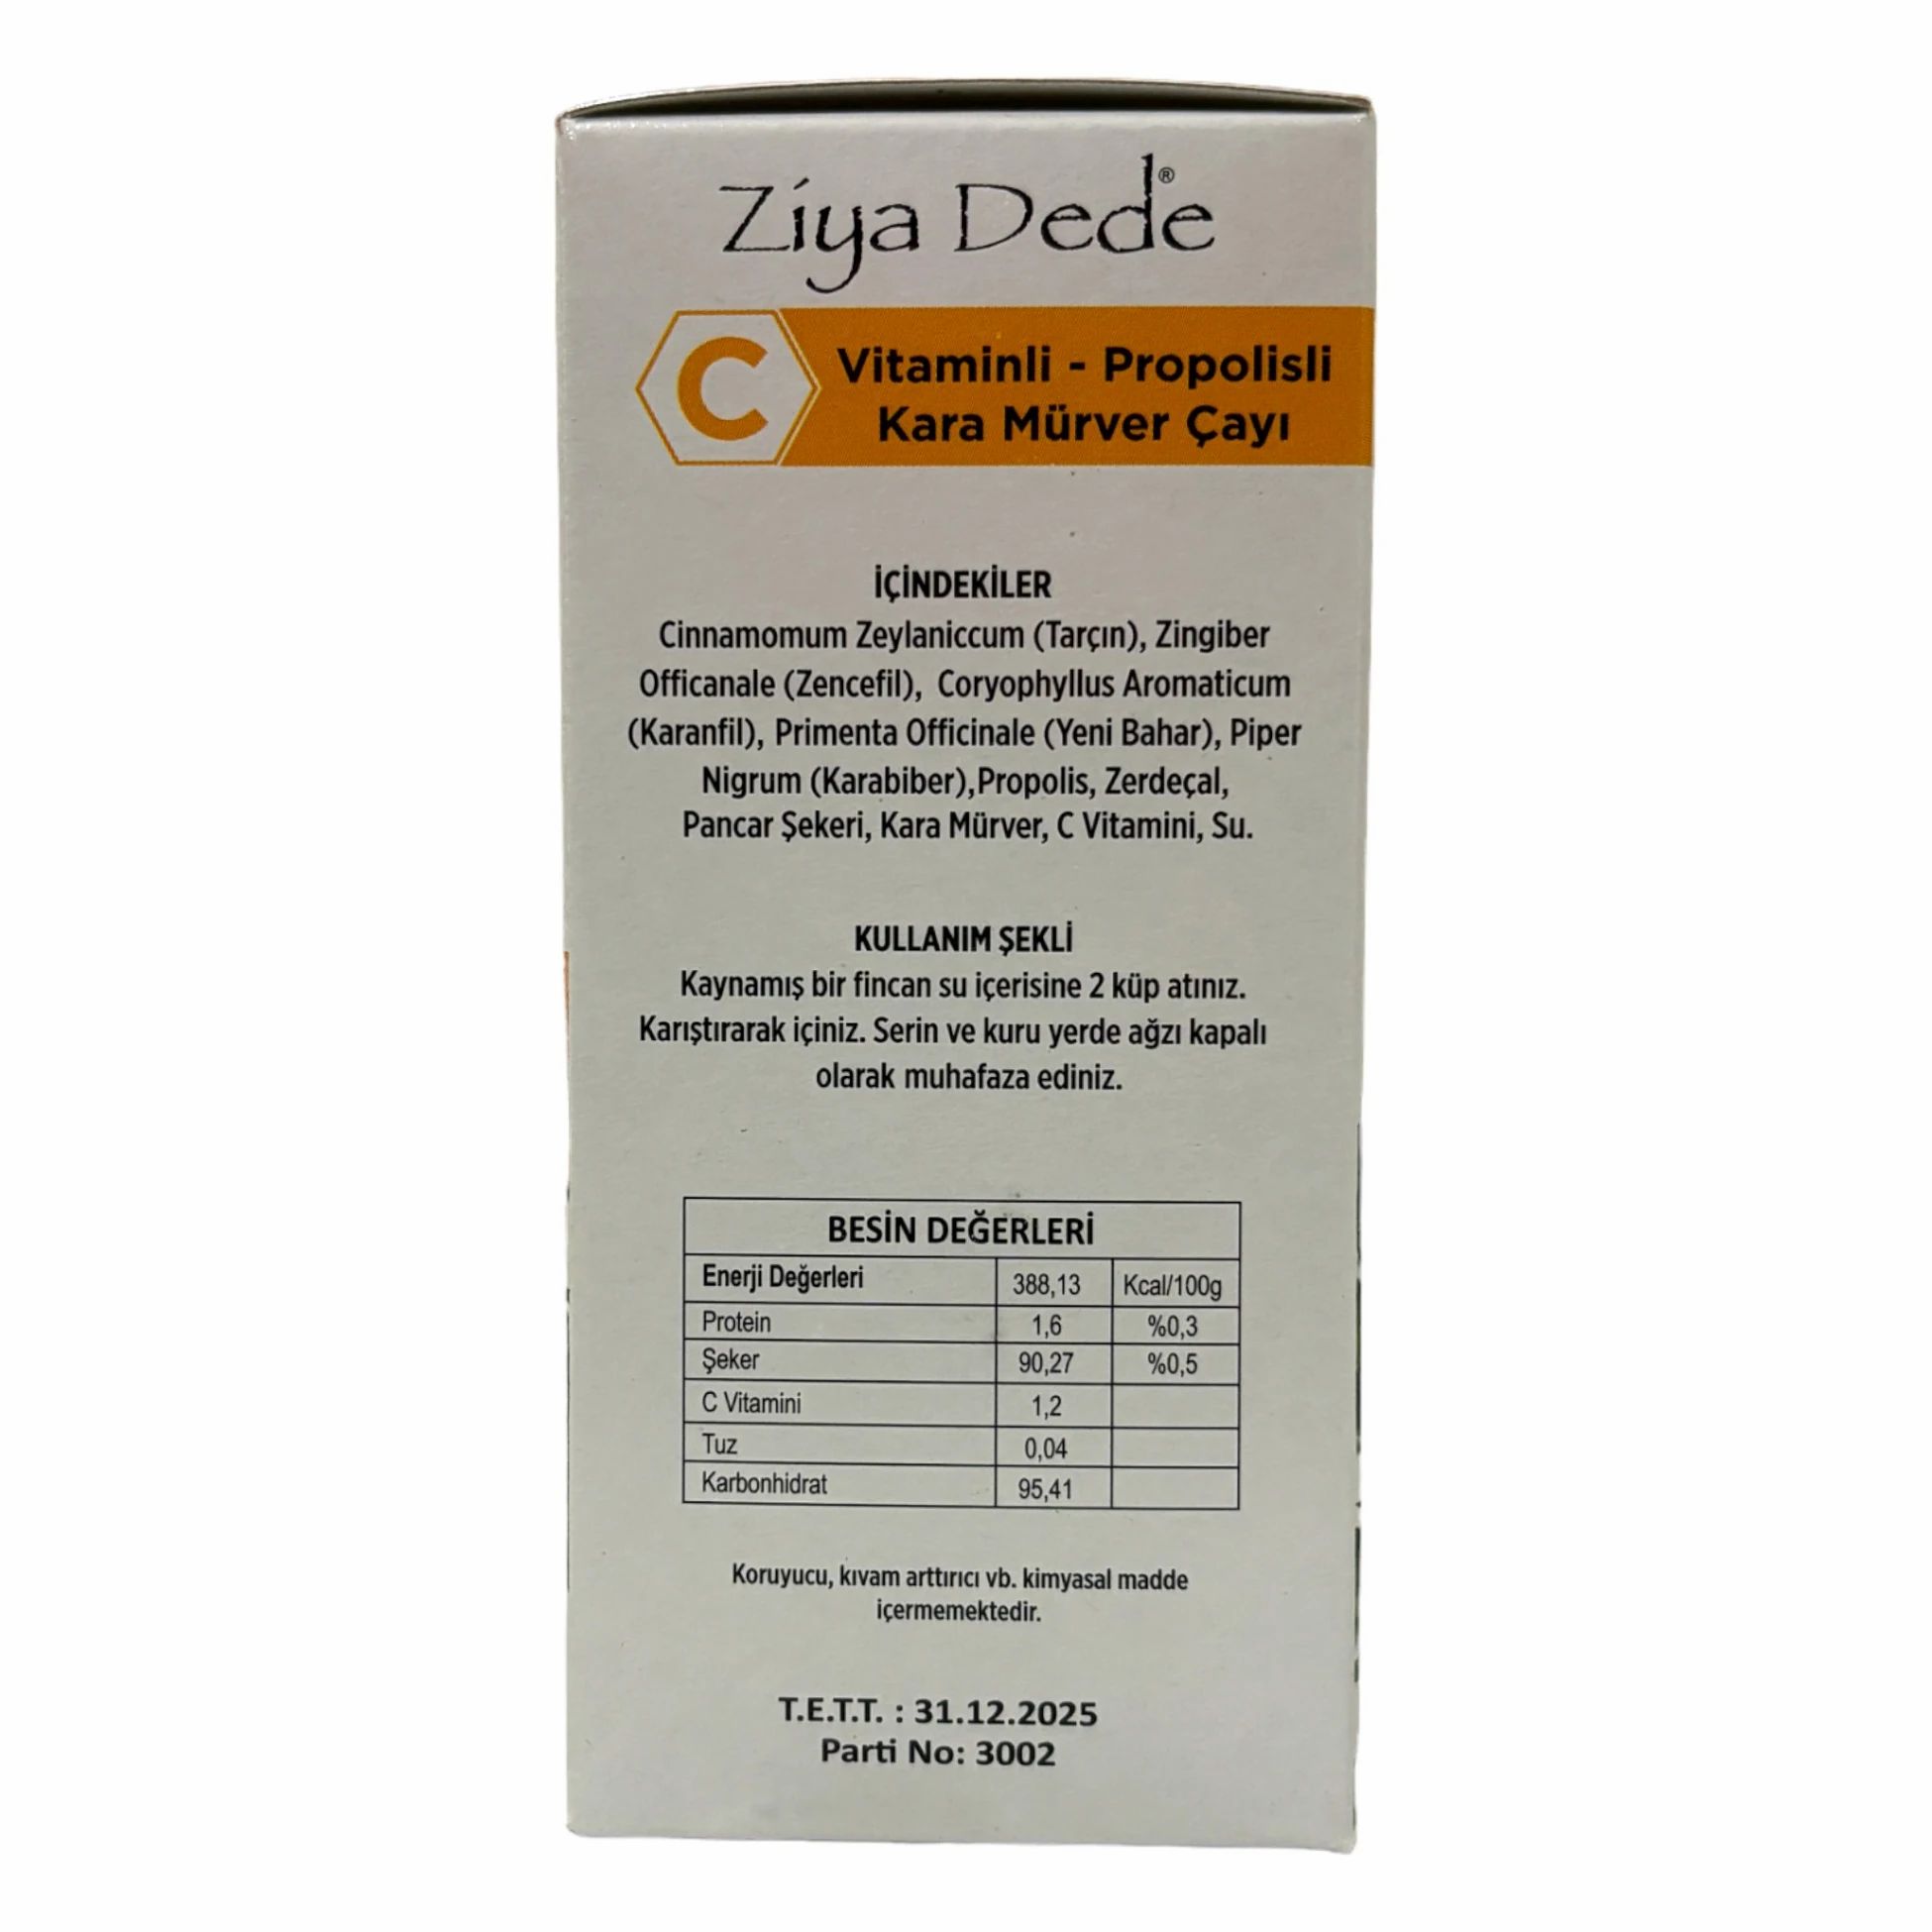 Ziya Dede®
C
Vitaminli - Propolisli
Kara Mürver Çayı
İÇİNDEKİLER
Cinnamomum Zeylaniccum (Tarçın), Zingiber
Officanale (Zencefil), Coryophyllus Aromaticum
(Karanfil), Primenta Officinale (Yeni Bahar), Piper
Nigrum (Karabiber),Propolis, Zerdeçal,
Pancar Şekeri, Kara Mürver, C Vitamini, Su.
KULLANIM ŞEKLİ
Kaynamış bir fincan su içerisine 2 küp atınız.
Karıştırarak içiniz. Serin ve kuru yerde ağzı kapalı
olarak muhafaza ediniz.
BESİN DEĞERLERİ
Enerji Değerleri 388,13 Kcal/100g
Protein 1,6 %0,3
Şeker 90,27 %0,5
C Vitamini 1,2
Tuz 0,04
Karbonhidrat 95,41
Koruyucu, kıvam arttırıcı vb. kimyasal madde
içermemektedir.
T.E.T.T. : 31.12.2025
Parti No: 3002